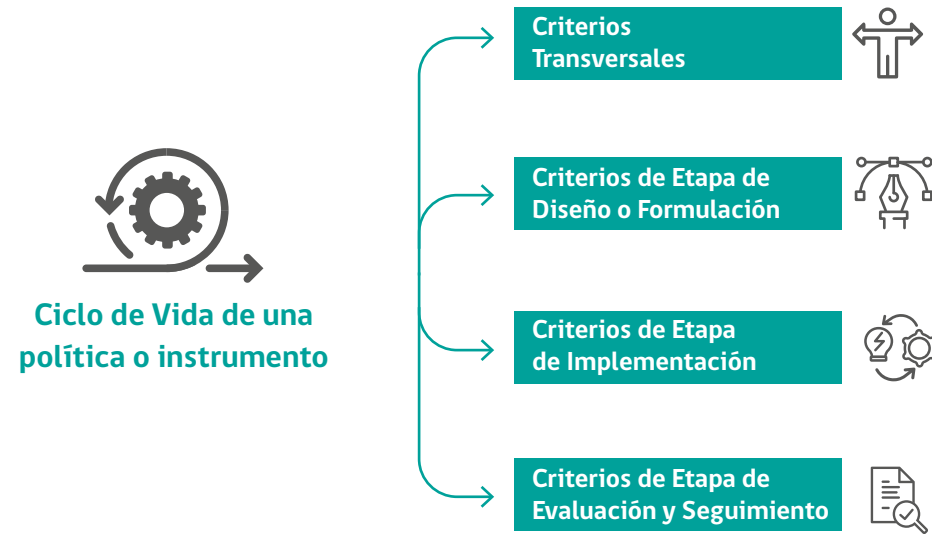 Ciclo de Vida de una
política o instrumento
Criterios
Transversales
Criterios de Etapa de
Diseño o Formulación
Criterios de Etapa
de Implementación
Criterios de Etapa de
Evaluación y Seguimiento